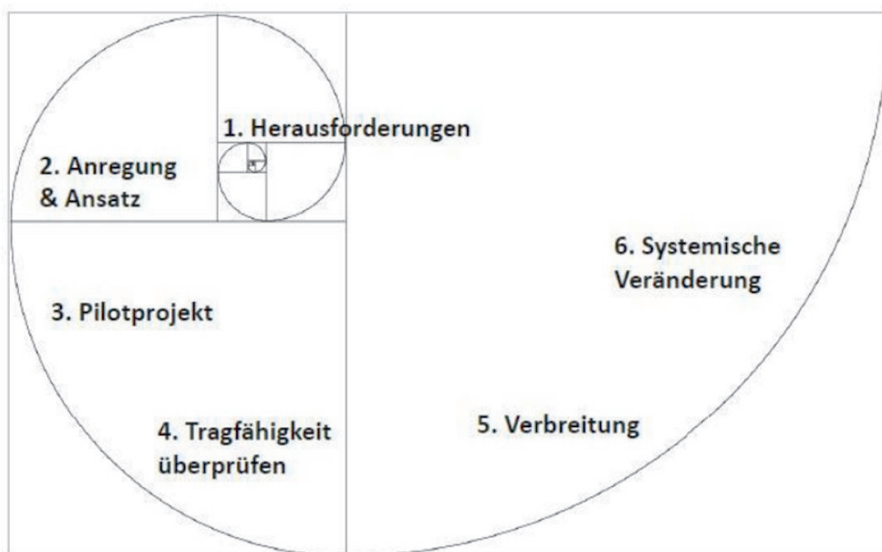 1. Herausforderungen
2. Anregung
& Ansatz
3. Pilotprojekt
4. Tragfähigkeit
überprüfen
5. Verbreitung
6. Systemische
Veränderung